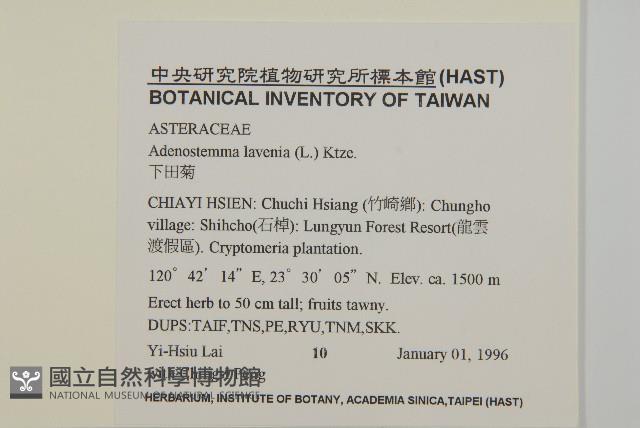 中央研究院植物研究所標本館(HAST)
BOTANICAL INVENTORY OF TAIWAN
ASTERACEAE
Adenostemma lavenia (L.) Ktze.
下田菊
CHIAYI HSIEN: Chuchi Hsiang (竹崎鄉): Chungho
village: Shihcho(石棹): Lungyun Forest Resort(龍雲
渡假區). Cryptomeria plantation.
120° 42' 14" E, 23° 30' 05" N. Elev. ca. 1500 m
Erect herb to 50 cm tall; fruits tawny.
DUPS:TAIF,TNS,PE,RYU,TNM,SKK.
Yi-Hsiu Lai 10 January 01, 1996
國立自然科學博物館
NATIONAL MUSEUM OF NATURAL SCIENCE
HERBARIUM, INSTITUTE OF BOTANY, ACADEMIA SINICA,TAIPEI (HAST)